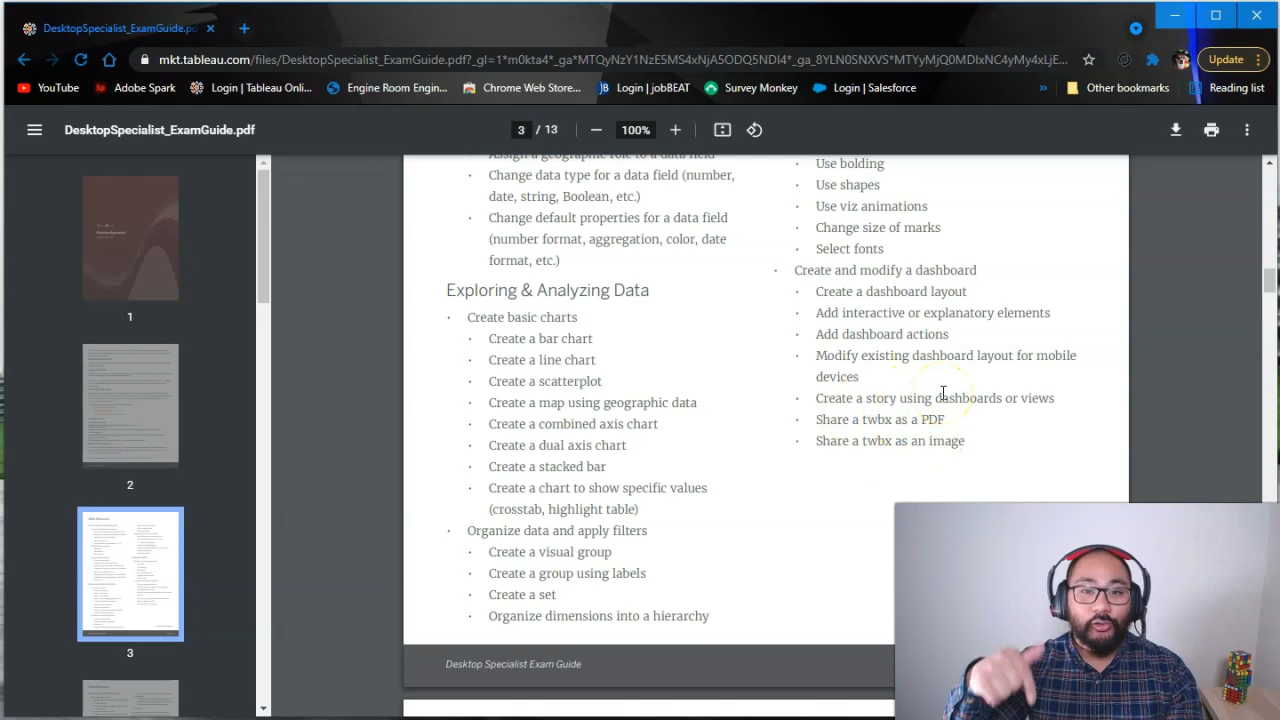 DesktopSpecialist_ExamGuide.pd
mkt.tableau.com/files/DesktopSpecialist_ExamGuide.pdf?_gl=1*m0kta4*_ga*MTQyNzY1NzE5MS4xNjA5ODQ5NDI4*_ga_8YLN0SNXVS*MTYyMjQ0MDIxNC4yMy4xLjE...
Update
YouTube
Adobe Spark
Login | Tableau Onli...
Engine Room Engin...
Chrome Web Store...
Login | jobBEAT
Survey Monkey
Login | Salesforce
»
Other bookmarks
Reading list
DesktopSpecialist_ExamGuide.pdf
3 / 13
100%
1
2
3
Assign a geographic role to a data field
• Change data type for a data field (number,
date, string, Boolean, etc.)
• Change default properties for a data field
(number format, aggregation, color, date
format, etc.)
Exploring & Analyzing Data
• Create basic charts
• Create a bar chart
• Create a line chart
• Create a scatterplot
• Create a map using geographic data
• Create a combined axis chart
• Create a dual axis chart
• Create a stacked bar
• Create a chart to show specific values
(crosstab, highlight table)
• Organize data and apply filters
• Create a visual group
• Create a group using labels
• Create a set
• Organize dimensions into a hierarchy
• Use bolding
• Use shapes
• Use viz animations
• Change size of marks
• Select fonts
• Create and modify a dashboard
• Create a dashboard layout
• Add interactive or explanatory elements
• Add dashboard actions
• Modify existing dashboard layout for mobile
devices
• Create a story using dashboards or views
• Share a twbx as a PDF
• Share a twbx as an image
Desktop Specialist Exam Guide